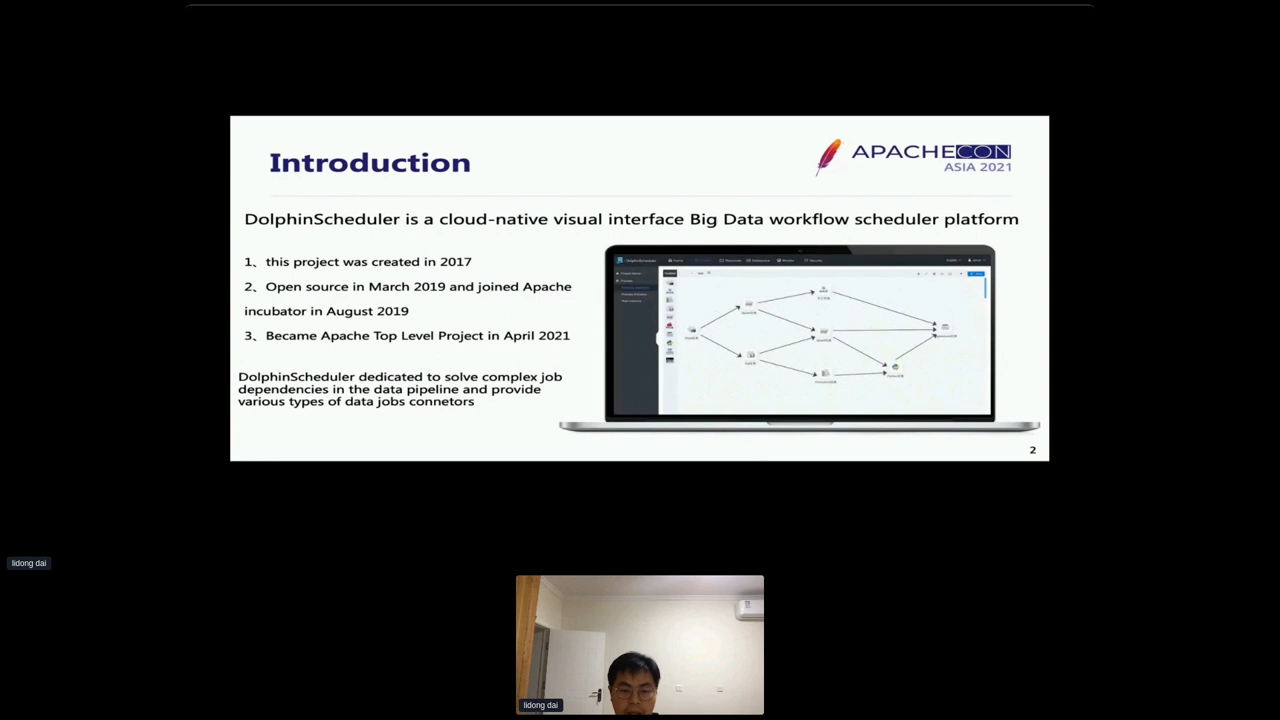 Introduction
APACHECON
ASIA 2021
DolphinScheduler is a cloud-native visual interface Big Data workflow scheduler platform
1、this project was created in 2017
2、Open source in March 2019 and joined Apache
incubator in August 2019
3、Became Apache Top Level Project in April 2021
DolphinScheduler dedicated to solve complex job
dependencies in the data pipeline and provide
various types of data jobs connetors
2
lidong dai
lidong dai